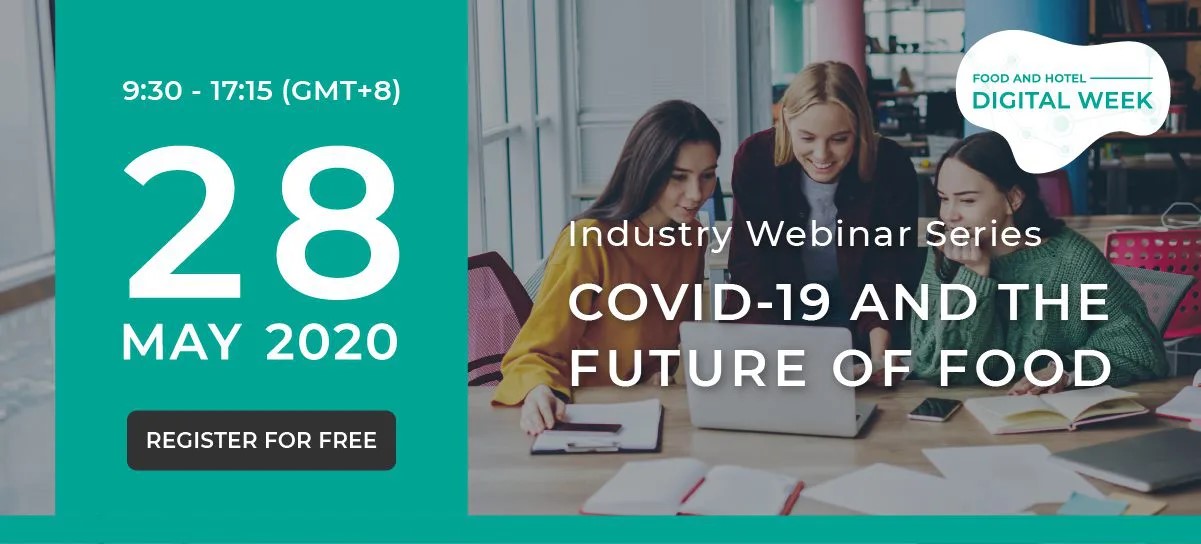 9:30 - 17:15 (GMT+8)
28
MAY 2020
REGISTER FOR FREE
FOOD AND HOTEL
DIGITAL WEEK
Industry Webinar Series
COVID-19 AND THE
FUTURE OF FOOD